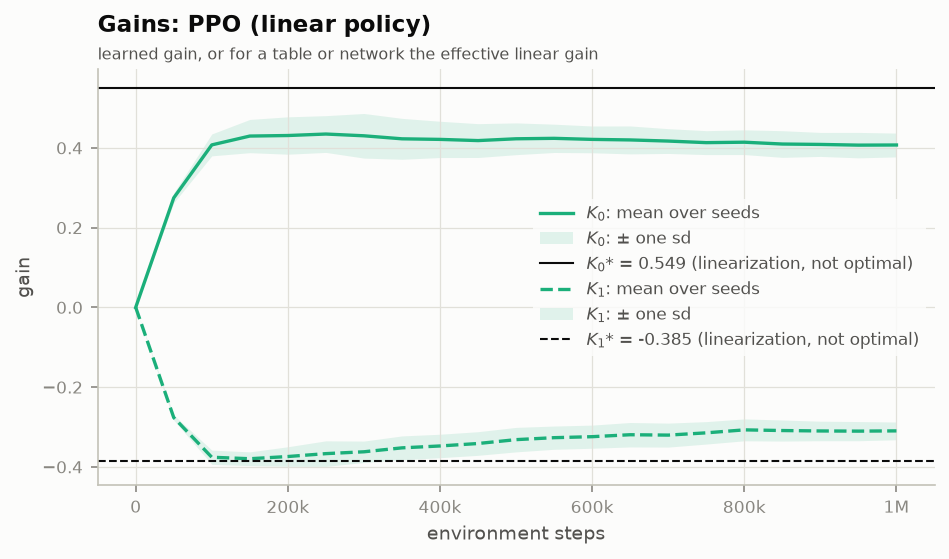 Gains: PPO (linear policy)
learned gain, or for a table or network the effective linear gain
gain
0.4
0.2
0.0
−0.2
−0.4
K₀: mean over seeds
K₀: ± one sd
K₀* = 0.549 (linearization, not optimal)
K₁: mean over seeds
K₁: ± one sd
K₁* = -0.385 (linearization, not optimal)
0 200k 400k 600k 800k 1M
environment steps